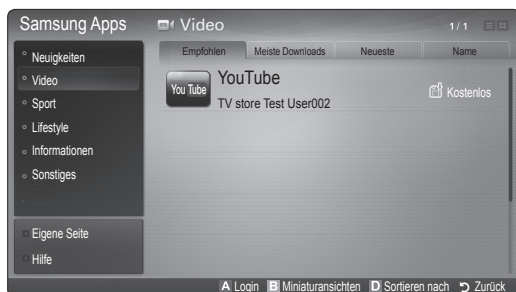 Samsung Apps
Video
1/1
Neuigkeiten
Video
Sport
Lifestyle
Informationen
Sonstiges
Eigene Seite
Hilfe
Empfohlen Meiste Downloads Neueste Name
You Tube
YouTube
TV store Test User002
Kostenlos
A Login B Miniaturansichten D Sortieren nach Zurück